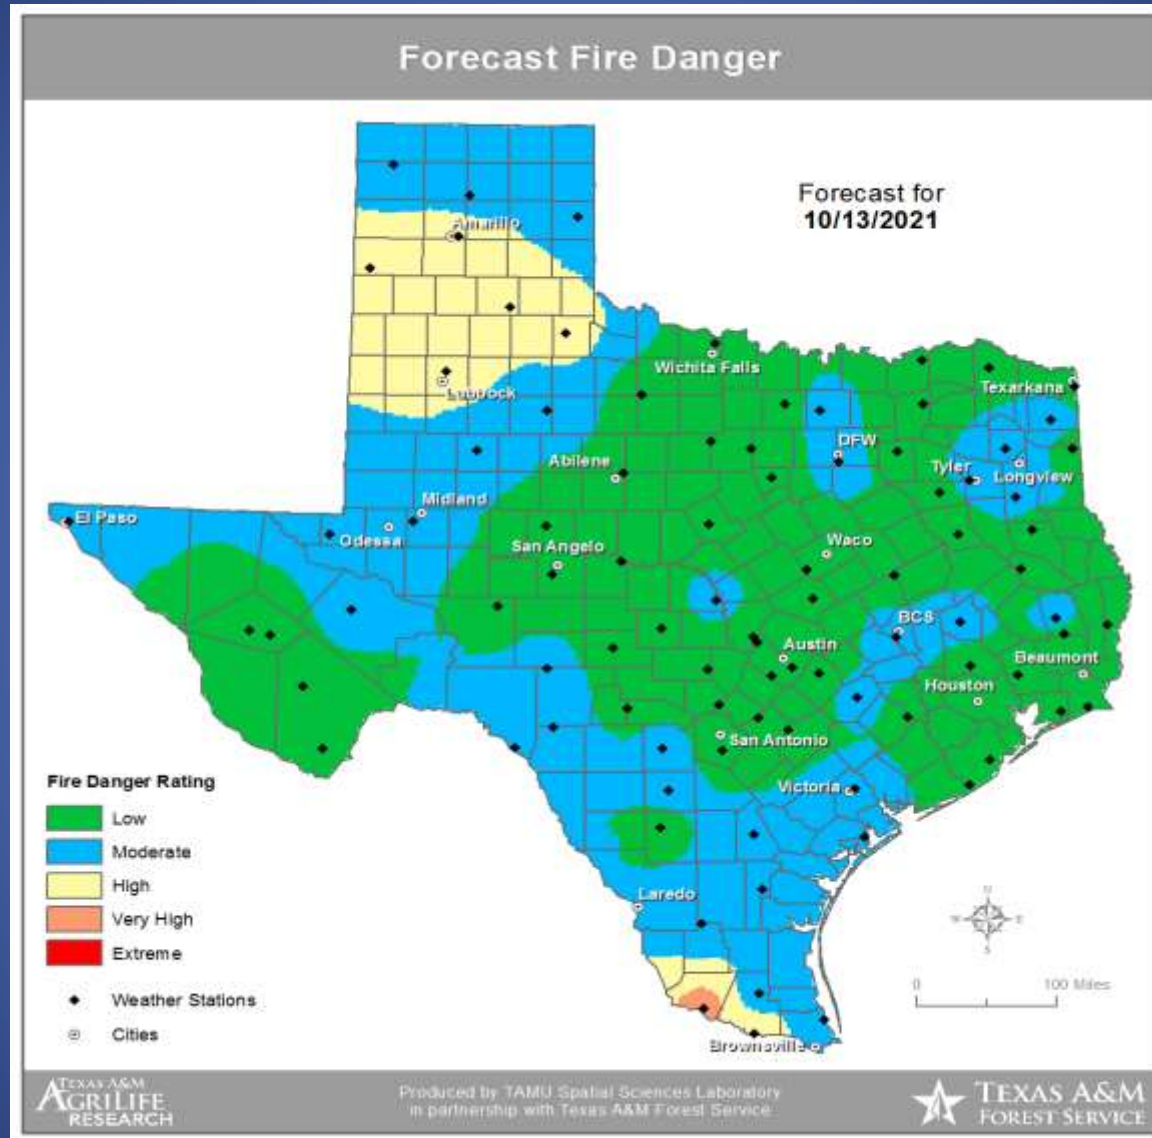 Forecast Fire Danger
Forecast for
10/13/2021
Amarillo
Lubbock
Wichita Falls
Texarkana
DFW
Abilene
Tyler
Longview
Midland
El Paso
Odessa
San Angelo
Waco
BCS
Austin
Beaumont
Houston
San Antonio
Victoria
Laredo
Brownsville
Fire Danger Rating
Low
Moderate
High
Very High
Extreme
Weather Stations
Cities
N
W E
S
0 100 Miles
TEXAS A&M
AGRILIFE
RESEARCH
Produced by TAMU Spatial Sciences Laboratory
in partnership with Texas A&M Forest Service
TEXAS A&M
FOREST SERVICE